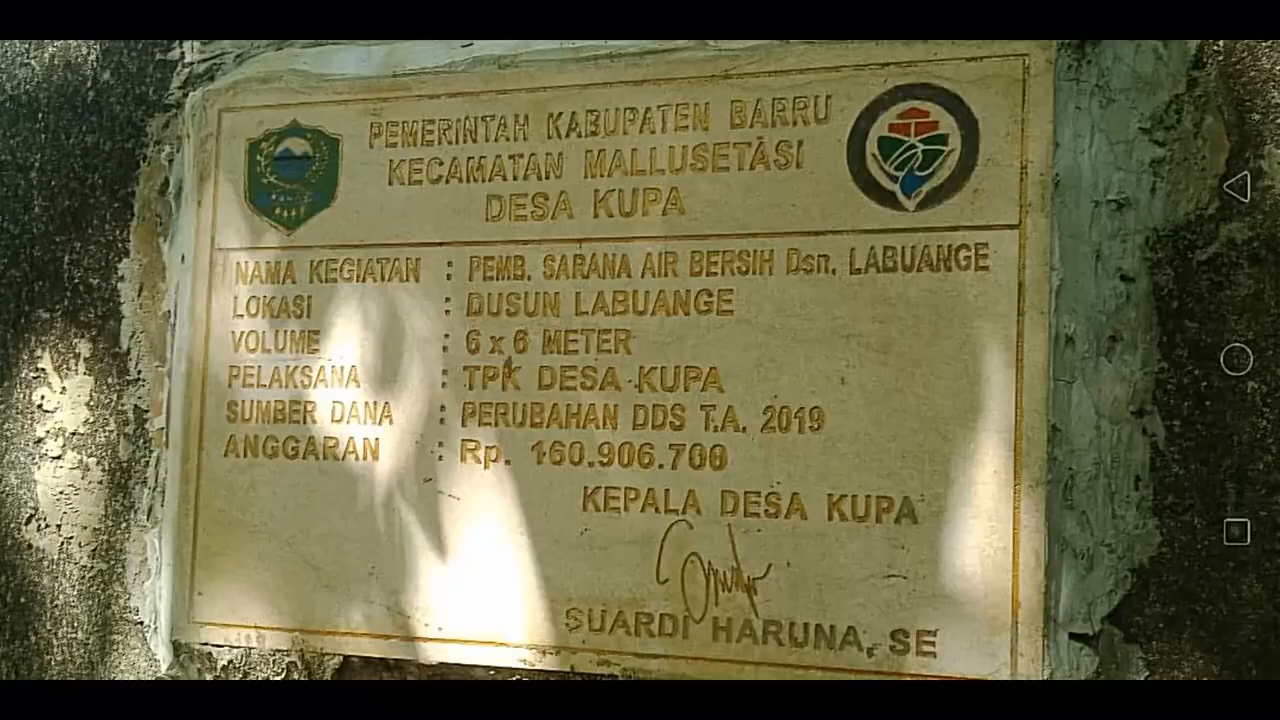 PEMERINTAH KABUPATEN BARRU
KECAMATAN MALLUSETASI
DESA KUPA
NAMA KEGIATAN : PEMB. SARANA AIR BERSIH Dsn. LABUANGE
LOKASI : DUSUN LABUANGE
VOLUME : 6 x 6 METER
PELAKSANA : TPK DESA KUPA
SUMBER DANA : PERUBAHAN DDS T.A. 2019
ANGGARAN : Rp. 160.906.700
KEPALA DESA KUPA
SUARDI HARUNA, SE